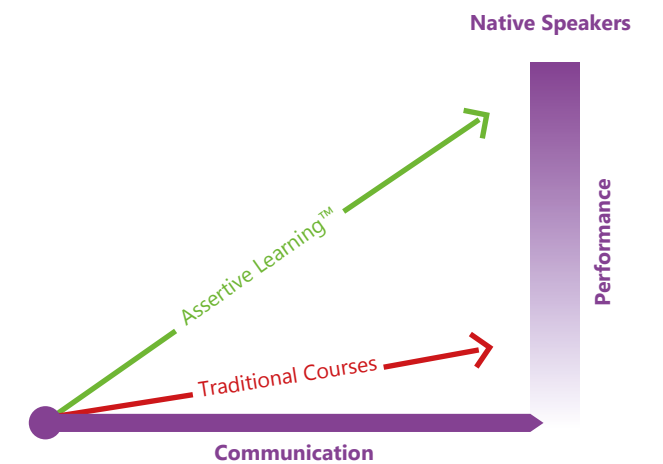 Native Speakers
Assertive Learning™
Performance
Traditional Courses
Communication